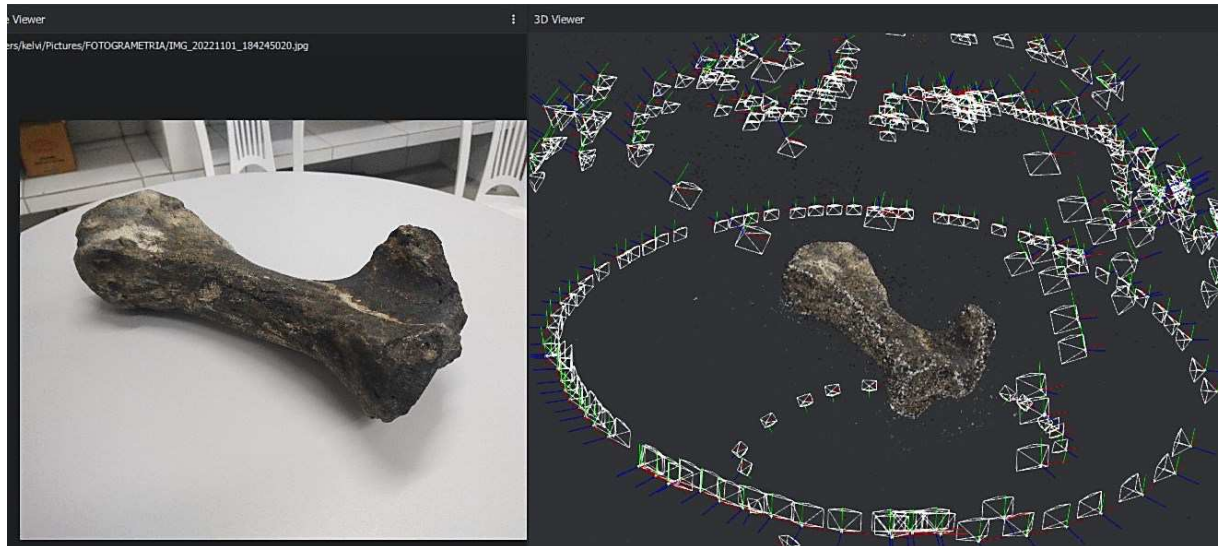 e Viewer
3D Viewer
ers/kelvi/Pictures/FOTOGRAMETRIA/IMG_20221101_184245020.jpg